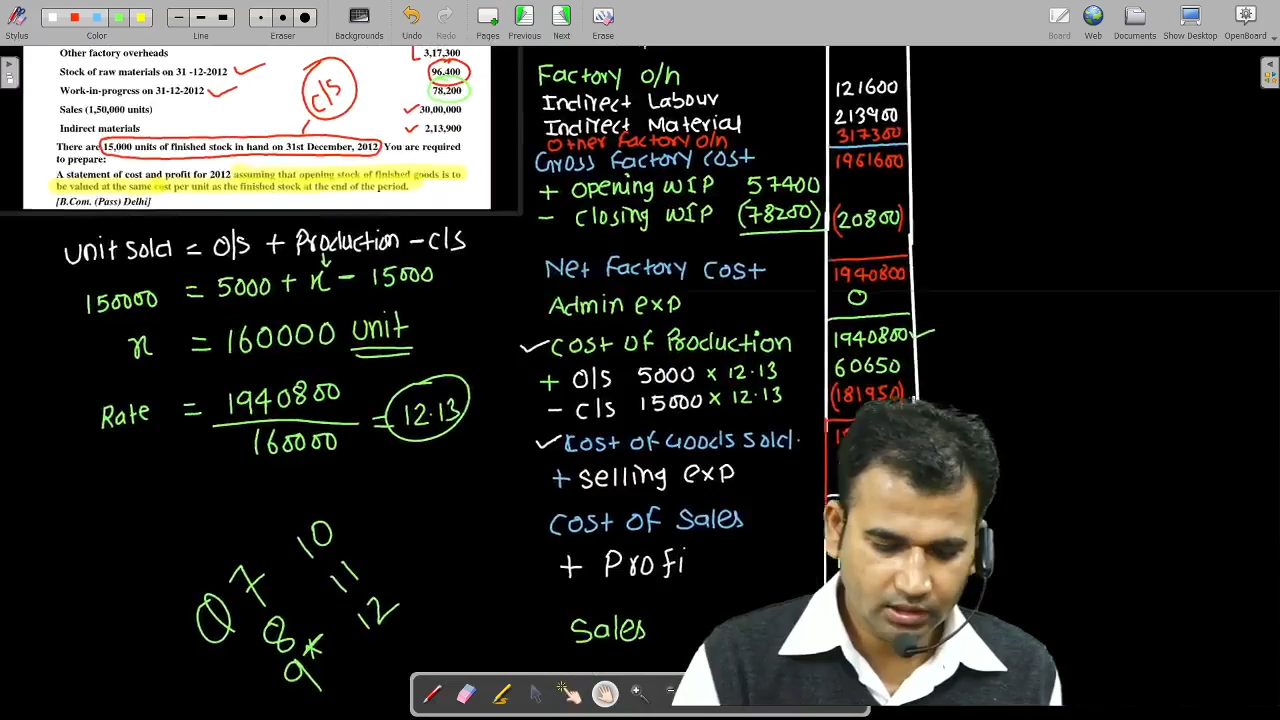 Styles
Line
Eraser
Backgrounds
Undo
Redo
Pages
Previous
Next
Erase
Board
Web
Documents
Show Desktop
OpenBoard
Other factory overheads 3,17,300
Stock of raw materials on 31 -12-2012 96,400
Work-in-progress on 31-12-2012 78,200
Sales (1,50,000 units) 30,00,000
Indirect materials 2,13,900
There are 15,000 units of finished stock in hand on 31st December, 2012. You are required
to prepare:
A statement of cost and profit for 2012 assuming that opening stock of finished goods is to
be valued at the same cost per unit as the finished stock at the end of the period.
[B.Com. (Pass) Delhi]
C/S
unit sold = O/S + Production - C/S
150000 = 5000 + x - 15000
x = 160000 unit
Rate = 1940800 / 160000 = 12.13
Q 7
8
9*
10
11
12
Factory o/h
Indirect Labour 121600
Indirect Material 213900
Other Factory o/h 317300
Gross Factory Cost 1961600
+ opening WIP 57400
- closing WIP (78200) (20800)
Net Factory Cost 1940800
Admin exp 0
Cost of Production 1940800
+ O/S 5000 × 12.13 60650
- C/S 15000 × 12.13 (181950)
Cost of Goods Sold
+ selling exp
Cost of Sales
+ Profi
Sales